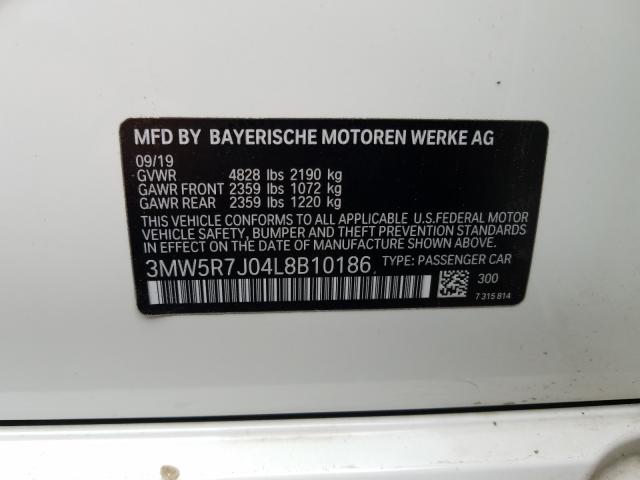 MFD BY BAYERISCHE MOTOREN WERKE AG
09/19
GVWR 4828 lbs 2190 kg
GAWR FRONT 2359 lbs 1072 kg
GAWR REAR 2359 lbs 1220 kg
THIS VEHICLE CONFORMS TO ALL APPLICABLE U.S.FEDERAL MOTOR
VEHICLE SAFETY, BUMPER AND THEFT PREVENTION STANDARDS
IN EFFECT ON THE DATE OF MANUFACTURE SHOWN ABOVE.
3MW5R7J04L8B10186 TYPE: PASSENGER CAR
300
7 315 814